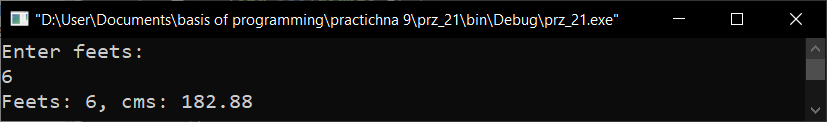 "D:\User\Documents\basis of programming\practichna 9\prz_21\bin\Debug\prz_21.exe"
Enter feets:
6
Feets: 6, cms: 182.88